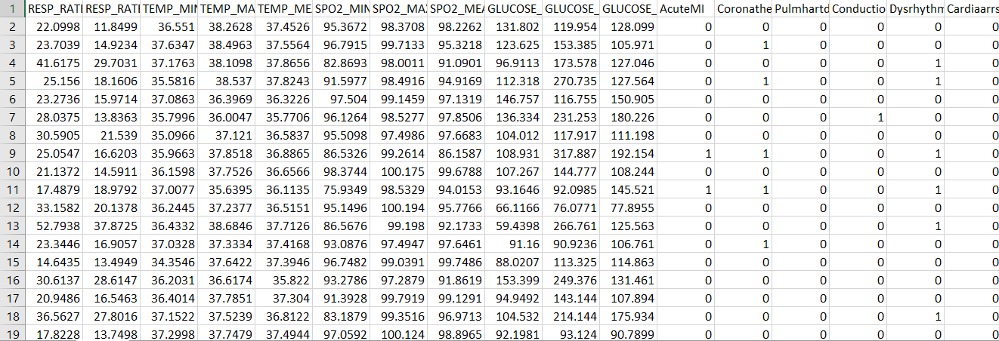 1 RESP_RATI RESP_RATI TEMP_MIN TEMP_MA TEMP_MEA SPO2_MIN SPO2_MAX SPO2_MEA GLUCOSE_ GLUCOSE_ GLUCOSE_ AcuteMI Coronathe Pulmhartd Conductio Dysrhythm Cardiaarrs
2 22.0998 11.8499 36.551 38.2628 37.4526 95.3672 98.3708 98.2262 131.802 119.954 128.099 0 0 0 0 0 0
3 23.7039 14.9234 37.6347 38.4963 37.5564 96.7915 99.7133 95.3218 123.625 153.385 105.971 0 1 0 0 0 0
4 41.6175 29.7031 37.1763 38.1098 37.8656 82.8693 98.0011 91.0901 96.9113 173.578 127.046 0 0 0 0 1 0
5 25.156 18.1606 35.5816 38.537 37.8243 91.5977 98.4916 94.9169 112.318 270.735 127.564 0 1 0 0 1 0
6 23.2736 15.9714 37.0863 36.3969 36.3226 97.504 99.1459 97.1319 146.757 116.755 150.905 0 0 0 0 0 0
7 28.0375 13.8363 35.7996 36.0047 35.7706 96.1264 98.5277 97.8506 136.334 231.253 180.226 0 0 0 1 0 0
8 30.5905 21.539 35.0966 37.121 36.5837 95.5098 97.4986 97.6683 104.012 117.917 111.198 0 0 0 0 0 0
9 25.0547 16.6203 35.9663 37.8518 36.8865 86.5326 99.2614 86.1587 108.931 317.887 192.154 1 1 0 0 1 0
10 21.1372 14.5911 36.1598 37.7526 36.6566 98.3744 100.175 99.6788 107.267 144.777 108.244 0 0 0 0 0 0
11 17.4879 18.9792 37.0077 35.6395 36.1135 75.9349 98.5329 94.0153 93.1646 92.0985 145.521 1 1 0 0 1 0
12 33.1582 20.1378 36.2445 37.2377 36.5151 95.1496 100.194 95.7766 66.1166 76.0771 77.8955 0 0 0 0 0 0
13 52.7938 37.8725 36.4332 38.6846 37.7126 86.5676 99.198 92.1733 59.4398 266.761 125.563 0 0 0 0 1 0
14 23.3446 16.9057 37.0328 37.3334 37.4168 93.0876 97.4947 97.6461 91.16 90.9236 106.761 0 1 0 0 0 0
15 14.6435 13.4949 34.3546 37.6422 37.3946 96.7482 99.0391 99.7486 88.0207 113.325 114.863 0 0 0 0 0 0
16 30.6137 28.6147 36.2031 36.6174 35.822 93.2786 97.2879 91.8619 153.399 249.376 131.461 0 0 0 0 0 0
17 20.9486 16.5463 36.4014 37.7851 37.304 91.3928 99.7919 99.1291 94.9492 143.144 107.894 0 0 0 0 0 0
18 36.5627 27.8016 37.1522 37.5239 36.8122 83.1879 99.3516 96.9713 104.532 214.144 175.934 0 0 0 0 1 0
19 17.8228 13.7498 37.2998 37.7479 37.4944 97.0592 100.124 98.8965 92.1981 93.124 90.7899 0 0 0 0 0 0